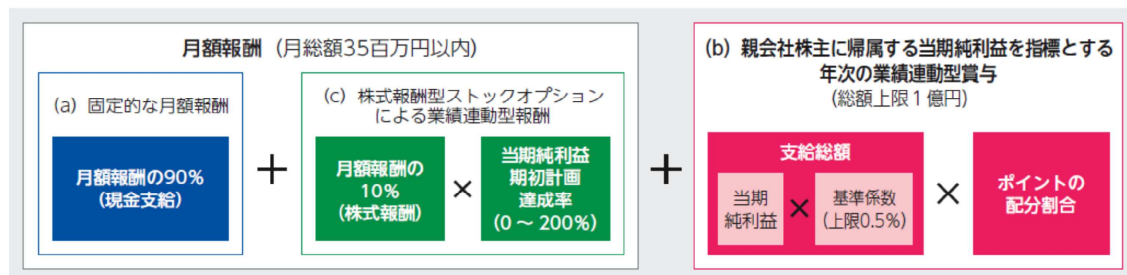 月額報酬（月総額35百万円以内）
(a) 固定的な月額報酬
月額報酬の90%
（現金支給）
＋
(c) 株式報酬型ストックオプション
による業績連動型報酬
月額報酬の
10%
（株式報酬）
×
当期純利益
期初計画
達成率
(0～200%)
＋
(b) 親会社株主に帰属する当期純利益を指標とする
年次の業績連動型賞与
（総額上限１億円）
支給総額
当期
純利益
×
基準係数
(上限0.5%)
×
ポイントの
配分割合